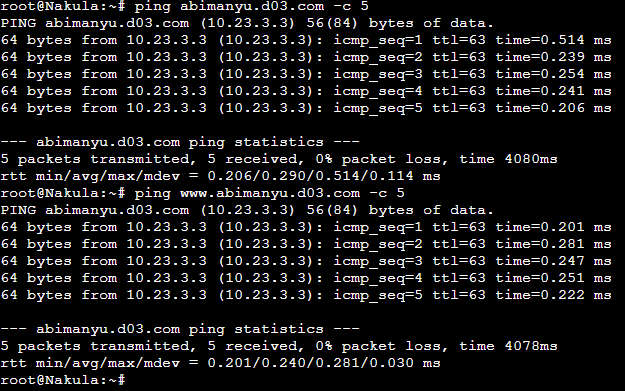 root@Nakula:~# ping abimanyu.d03.com -c 5
PING abimanyu.d03.com (10.23.3.3) 56(84) bytes of data.
64 bytes from 10.23.3.3 (10.23.3.3): icmp_seq=1 ttl=63 time=0.514 ms
64 bytes from 10.23.3.3 (10.23.3.3): icmp_seq=2 ttl=63 time=0.239 ms
64 bytes from 10.23.3.3 (10.23.3.3): icmp_seq=3 ttl=63 time=0.254 ms
64 bytes from 10.23.3.3 (10.23.3.3): icmp_seq=4 ttl=63 time=0.241 ms
64 bytes from 10.23.3.3 (10.23.3.3): icmp_seq=5 ttl=63 time=0.206 ms
--- abimanyu.d03.com ping statistics ---
5 packets transmitted, 5 received, 0% packet loss, time 4080ms
rtt min/avg/max/mdev = 0.206/0.290/0.514/0.114 ms
root@Nakula:~# ping www.abimanyu.d03.com -c 5
PING abimanyu.d03.com (10.23.3.3) 56(84) bytes of data.
64 bytes from 10.23.3.3 (10.23.3.3): icmp_seq=1 ttl=63 time=0.201 ms
64 bytes from 10.23.3.3 (10.23.3.3): icmp_seq=2 ttl=63 time=0.281 ms
64 bytes from 10.23.3.3 (10.23.3.3): icmp_seq=3 ttl=63 time=0.247 ms
64 bytes from 10.23.3.3 (10.23.3.3): icmp_seq=4 ttl=63 time=0.251 ms
64 bytes from 10.23.3.3 (10.23.3.3): icmp_seq=5 ttl=63 time=0.222 ms
--- abimanyu.d03.com ping statistics ---
5 packets transmitted, 5 received, 0% packet loss, time 4078ms
rtt min/avg/max/mdev = 0.201/0.240/0.281/0.030 ms
root@Nakula:~#